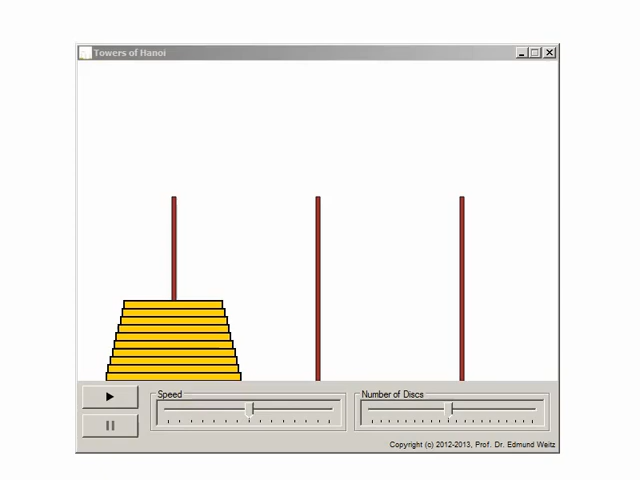 Towers of Hanoi
Speed
Number of Discs
Copyright (c) 2012-2013, Prof. Dr. Edmund Weitz